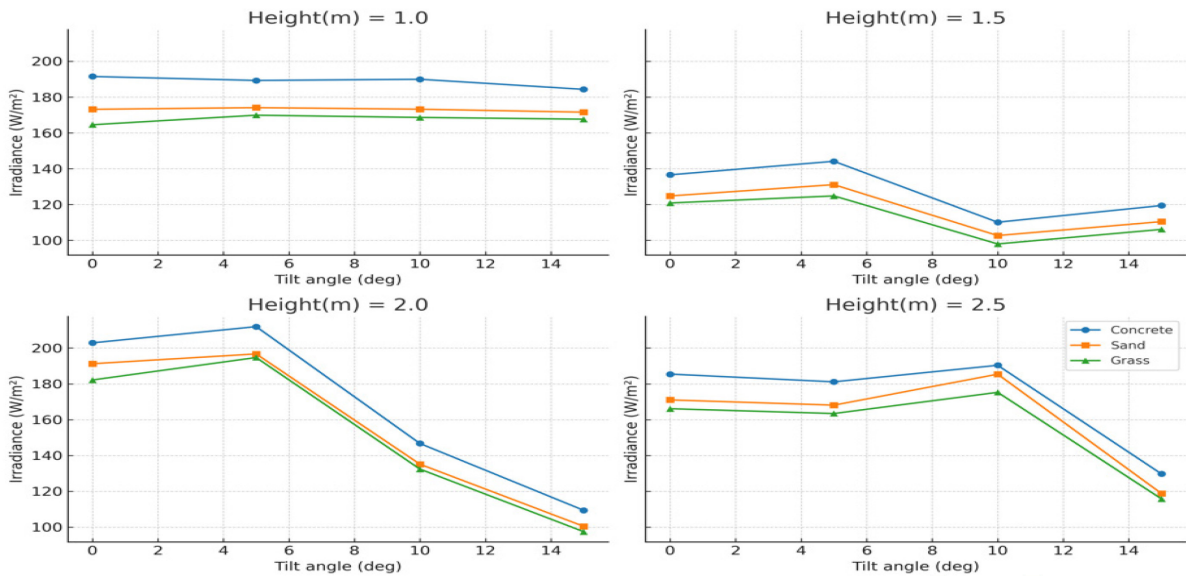 Height(m) = 1.0
Irradiance (W/m²)
200
180
160
140
120
100
0 2 4 6 8 10 12 14
Tilt angle (deg)
Height(m) = 1.5
Irradiance (W/m²)
0 2 4 6 8 10 12 14
Tilt angle (deg)
Height(m) = 2.0
Irradiance (W/m²)
200
180
160
140
120
100
0 2 4 6 8 10 12 14
Tilt angle (deg)
Height(m) = 2.5
Irradiance (W/m²)
Concrete
Sand
Grass
0 2 4 6 8 10 12 14
Tilt angle (deg)